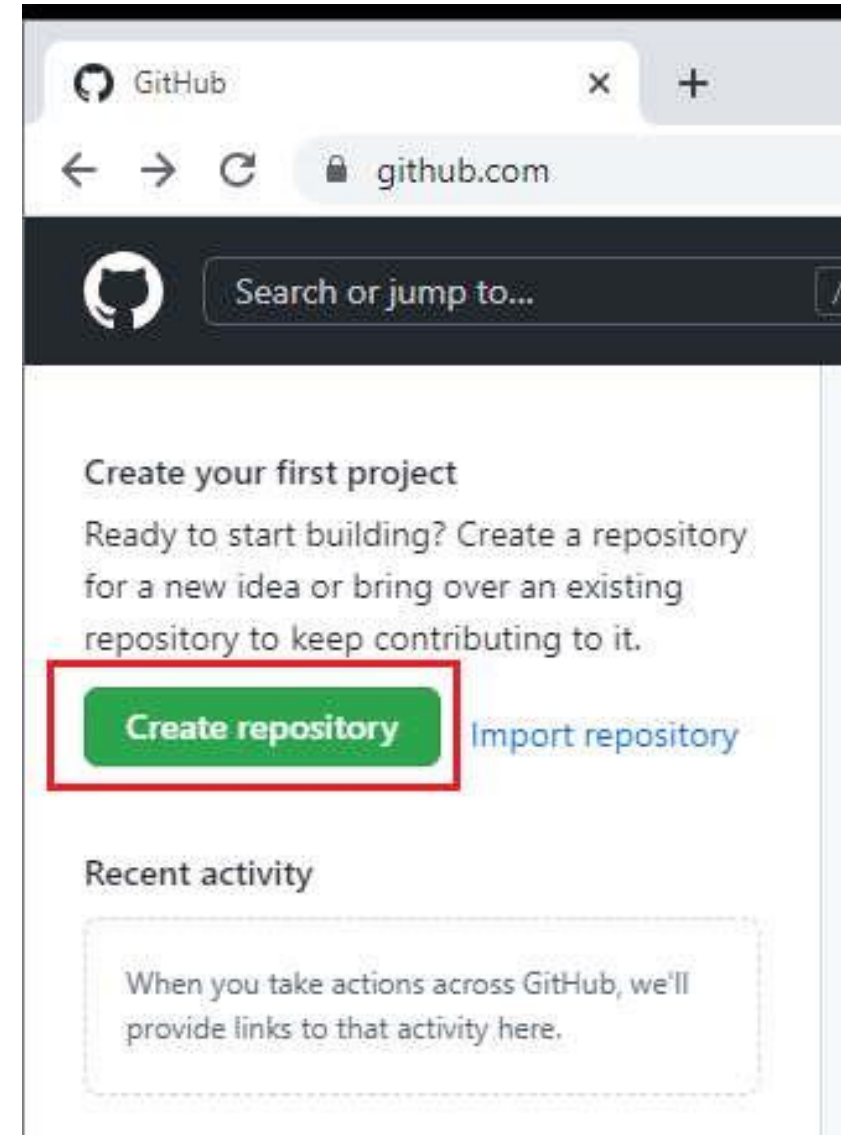 GitHub
github.com
Search or jump to...
/
Create your first project
Ready to start building? Create a repository
for a new idea or bring over an existing
repository to keep contributing to it.
Create repository
Import repository
Recent activity
When you take actions across GitHub, we'll
provide links to that activity here.